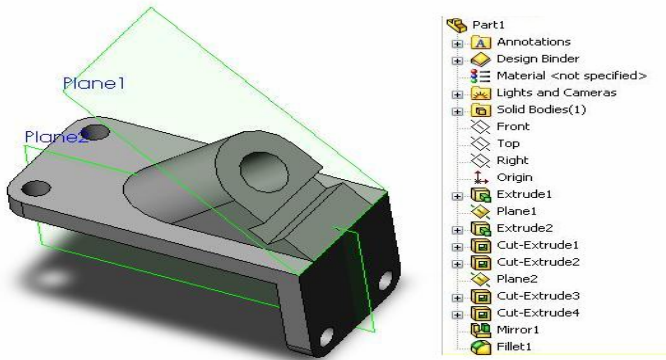 Plane1
Plane2
Part1
Annotations
Design Binder
Material <not specified>
Lights and Cameras
Solid Bodies(1)
Front
Top
Right
Origin
Extrude1
Plane1
Extrude2
Cut-Extrude1
Cut-Extrude2
Plane2
Cut-Extrude3
Cut-Extrude4
Mirror1
Fillet1